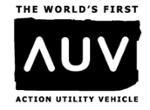 THE WORLD'S FIRST
AUV
ACTION UTILITY VEHICLE